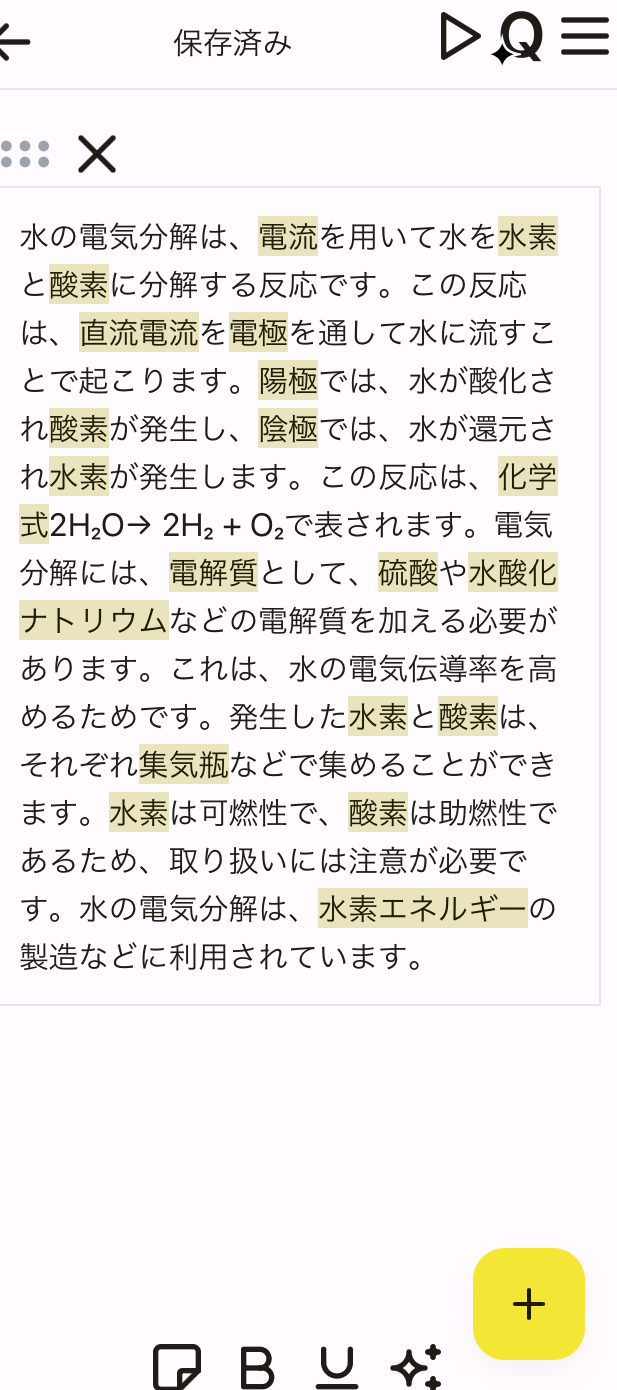 保存済み
Q
水の電気分解は、電流を用いて水を水素
と酸素に分解する反応です。この反応
は、直流電流を電極を通して水に流すこ
とで起こります。陽極では、水が酸化さ
れ酸素が発生し、陰極では、水が還元さ
れ水素が発生します。この反応は、化学
式2H₂O→ 2H₂ + O₂で表されます。電気
分解には、電解質として、硫酸や水酸化
ナトリウムなどの電解質を加える必要が
あります。これは、水の電気伝導率を高
めるためです。発生した水素と酸素は、
それぞれ集気瓶などで集めることができ
ます。水素は可燃性で、酸素は助燃性で
あるため、取り扱いには注意が必要で
す。水の電気分解は、水素エネルギーの
製造などに利用されています。
B U